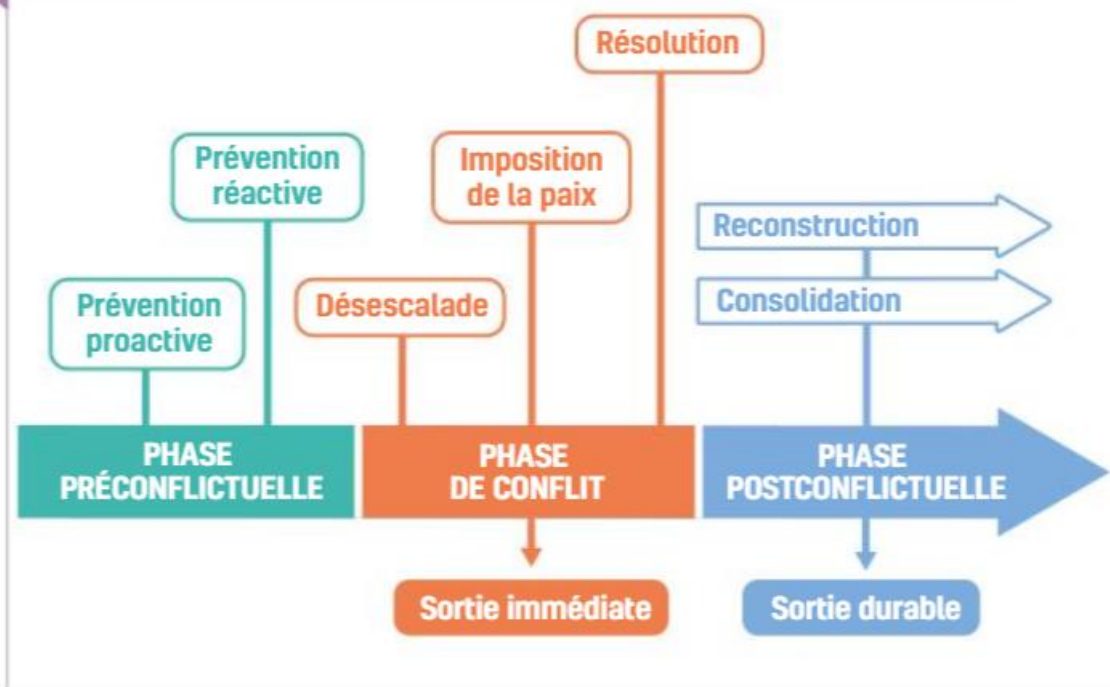 Résolution
Prévention
réactive
Imposition
de la paix
Reconstruction
Prévention
proactive
Désescalade
Consolidation
PHASE
PRÉCONFLICTUELLE
PHASE
DE CONFLIT
PHASE
POSTCONFLICTUELLE
Sortie immédiate
Sortie durable